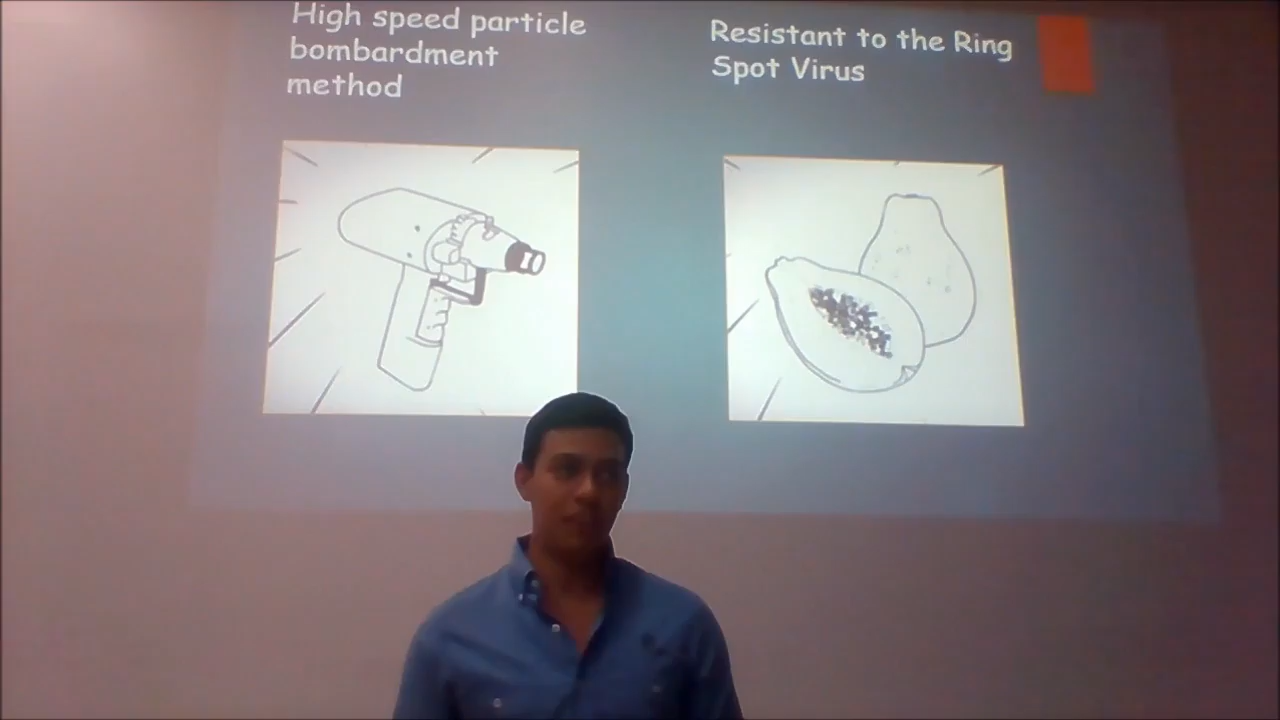 High speed particle
bombardment
method
Resistant to the Ring
Spot Virus